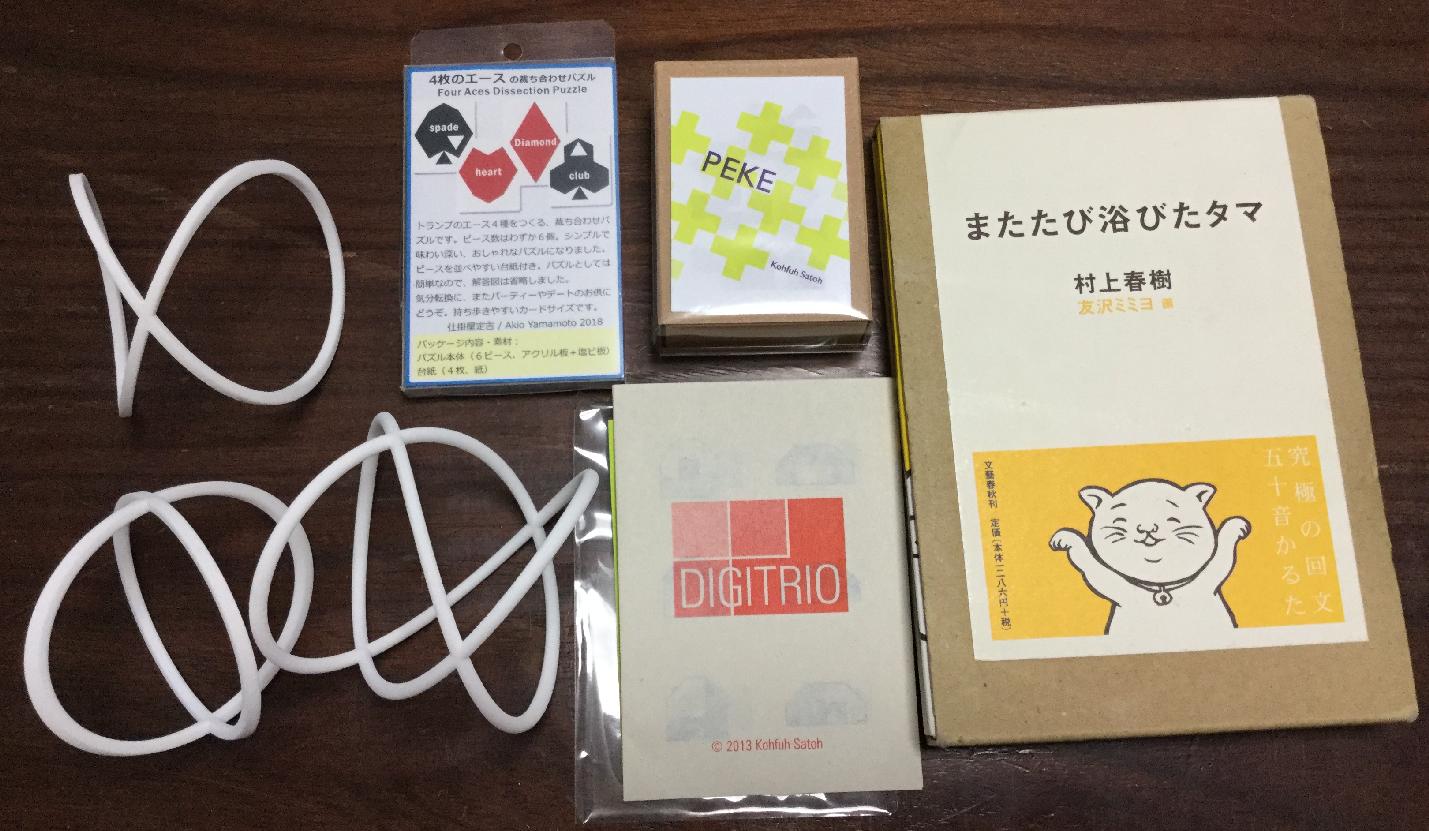 4枚のエース の裁ち合わせパズル
Four Aces Dissection Puzzle
spade
heart
Diamond
club
トランプのエース4種をつくる、裁ち合わせパ
ズルです。ピース数はわずか6個。シンプルで
味わい深い、おしゃれなパズルになりました。
ピースを並べやすい台紙付き。パズルとしては
簡単なので、解答図は省略しました。
気分転換に、またパーティーやデートのお供に
どうぞ。持ち歩きやすいカードサイズです。
仕掛屋定吉 / Akio Yamamoto 2018
パッケージ内容・素材：
パズル本体（6ピース、アクリル板+塩ビ板）
台紙（4枚、紙）
PEKE
Kohfuh Satoh
DIGITRIO
© 2013 Kohfuh Satoh
またたび浴びたタマ
村上春樹
友沢ミミヨ 画
究極の回文
五十音かるた
文藝春秋刊 定価（本体一二八六円+税）